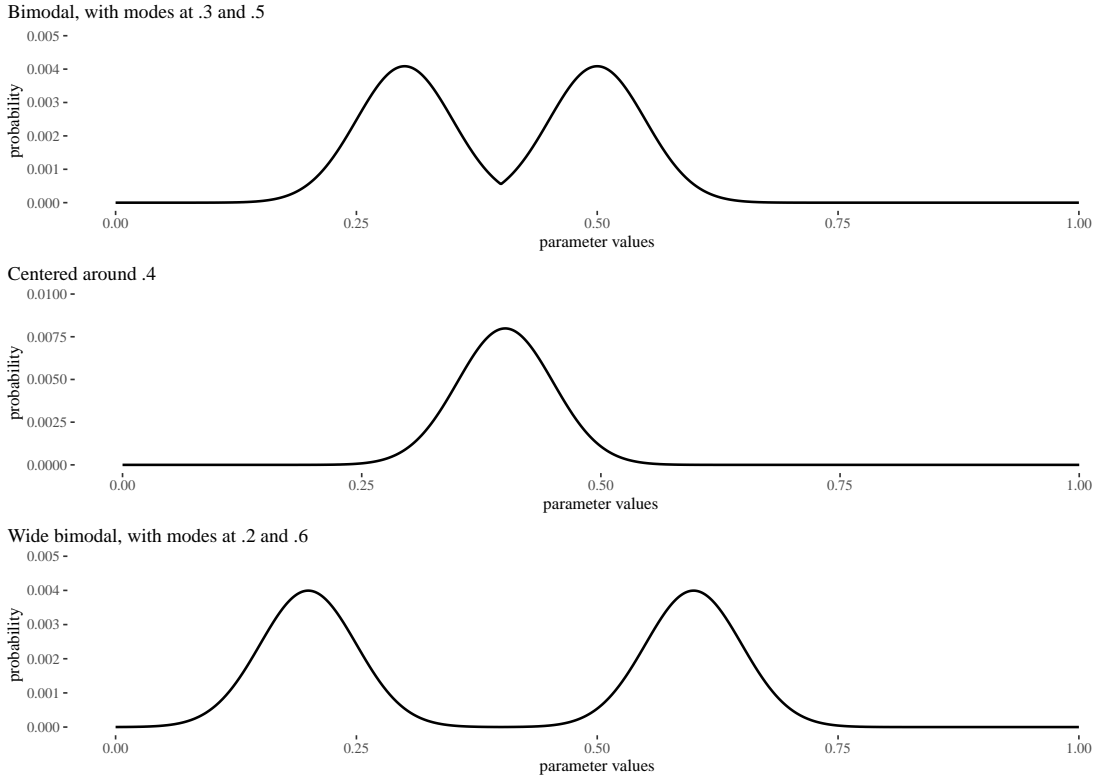 Bimodal, with modes at .3 and .5
0.005
0.004
0.003
0.002
0.001
0.000
probability
0.00 0.25 0.50 0.75 1.00
parameter values
Centered around .4
0.0100
0.0075
0.0050
0.0025
0.0000
probability
0.00 0.25 0.50 0.75 1.00
parameter values
Wide bimodal, with modes at .2 and .6
0.005
0.004
0.003
0.002
0.001
0.000
probability
0.00 0.25 0.50 0.75 1.00
parameter values